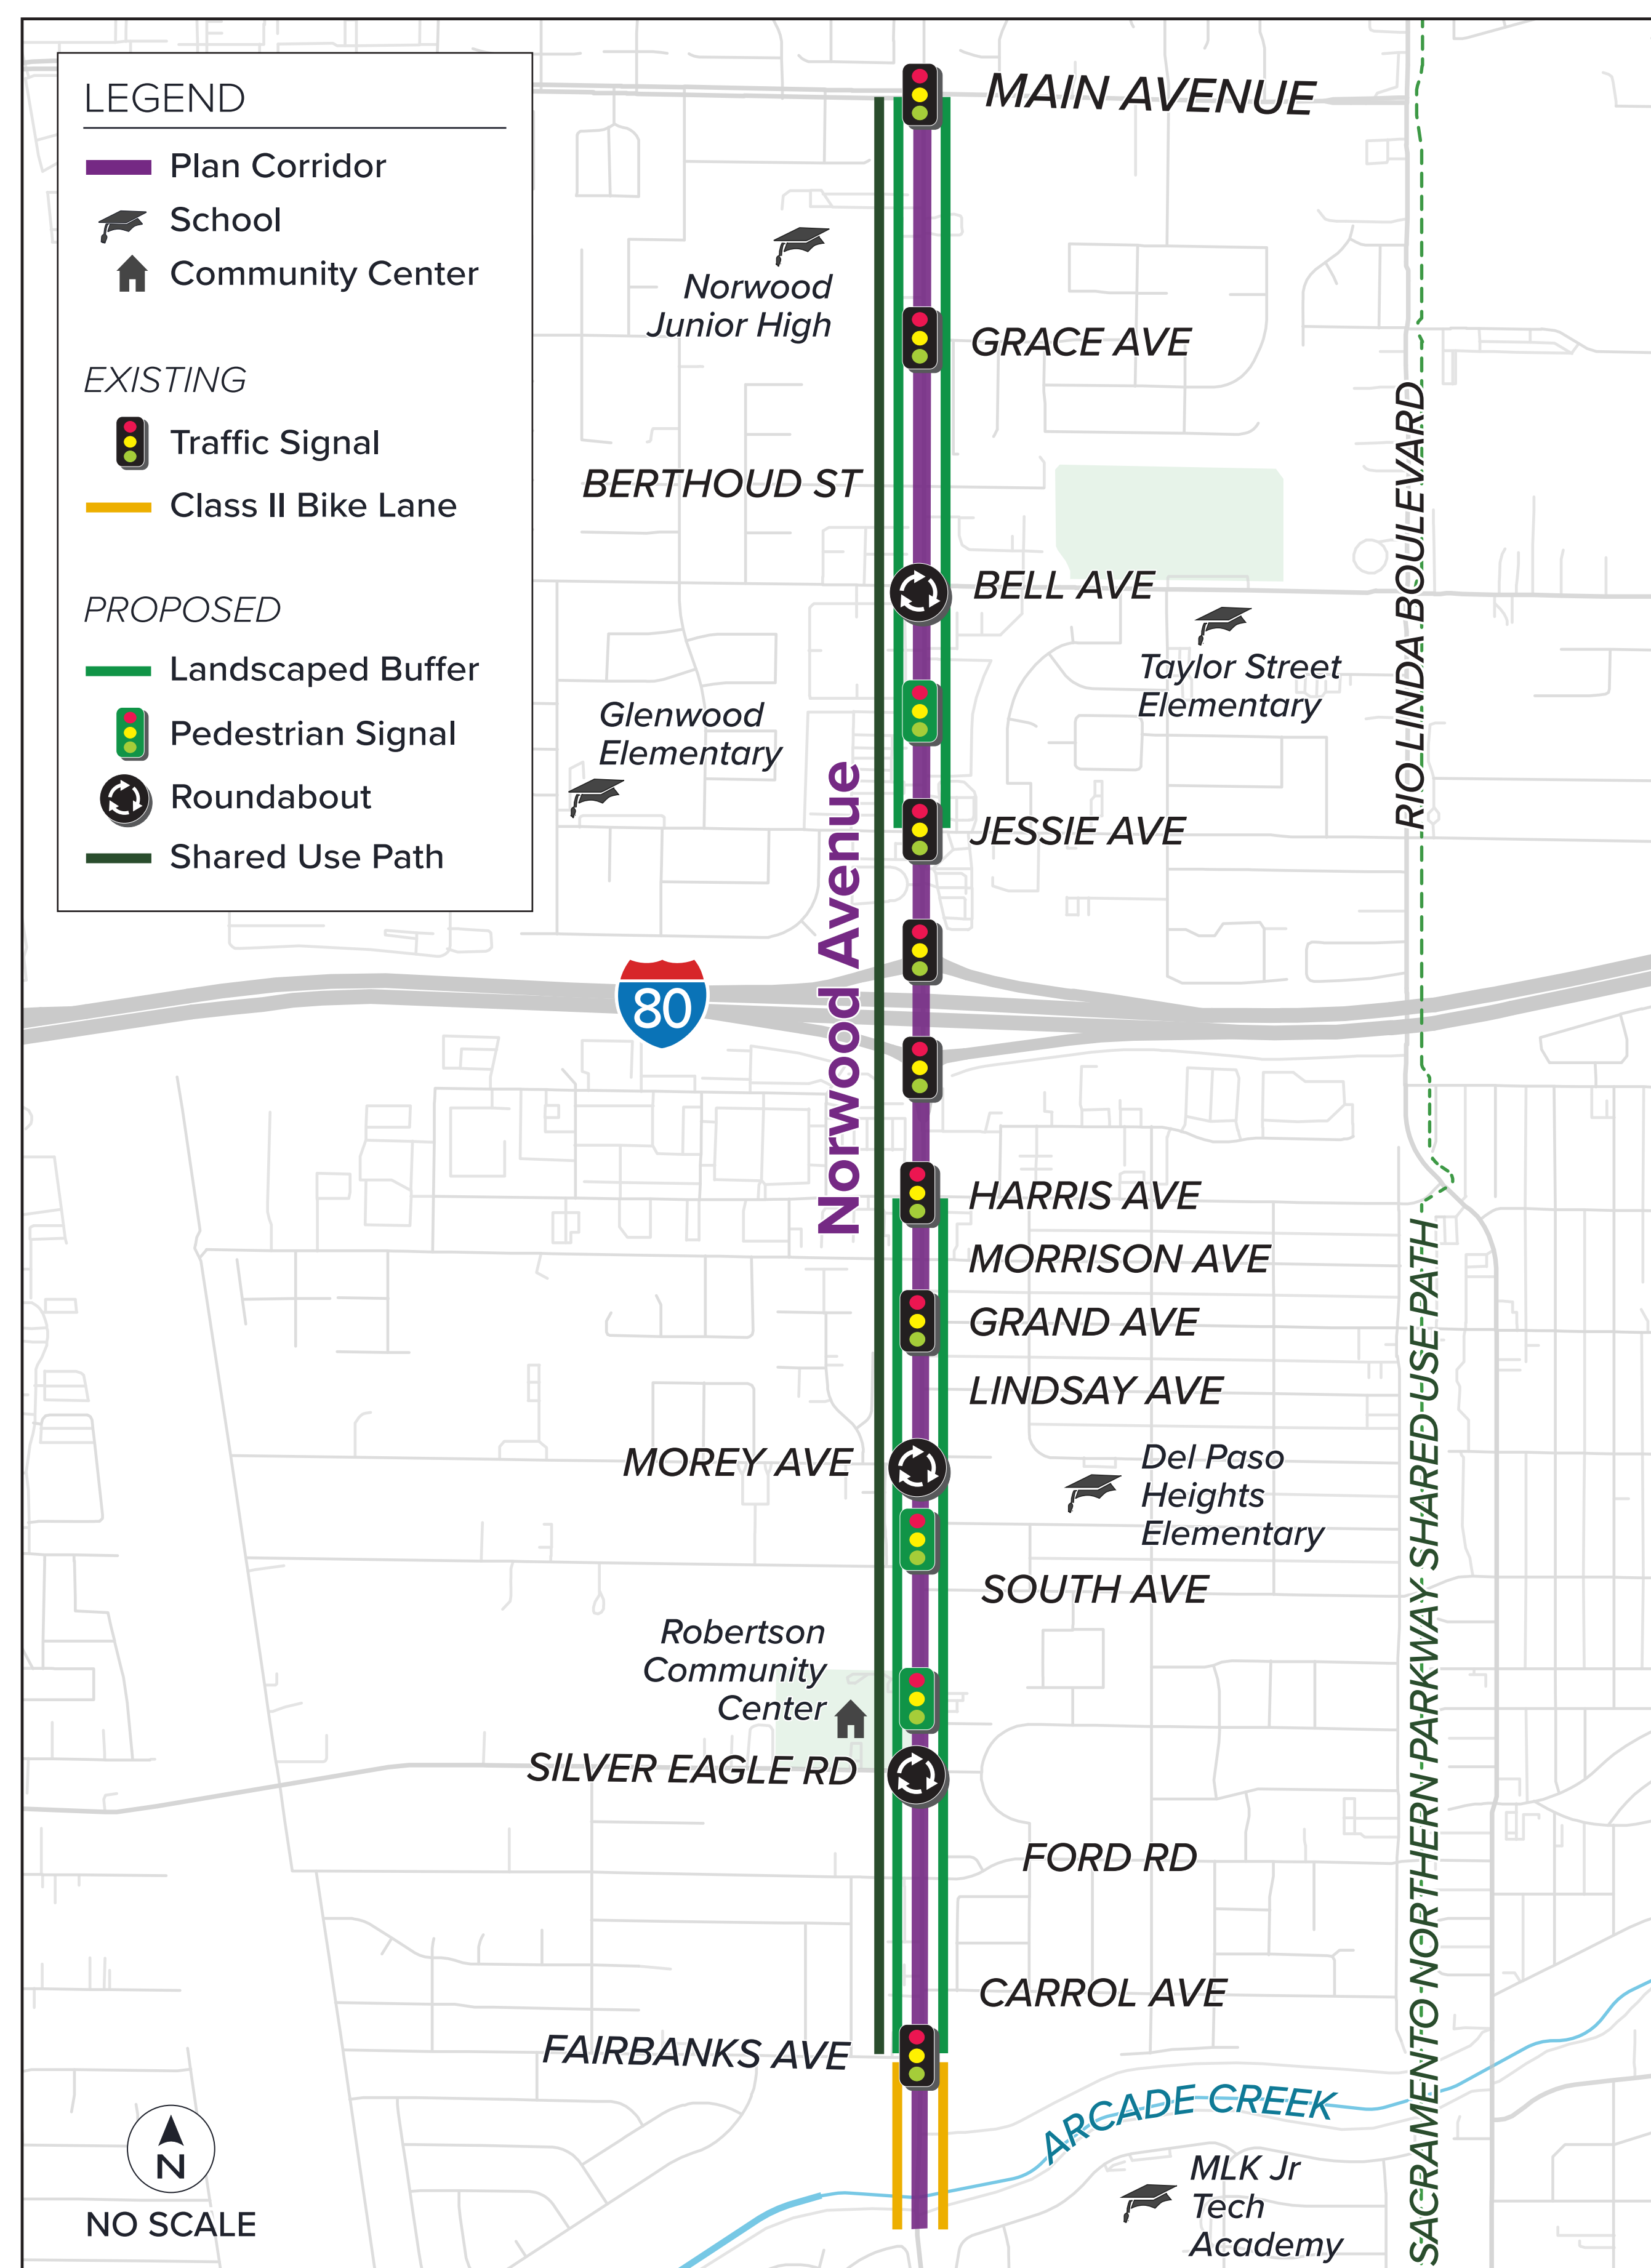 LEGEND
Plan Corridor
School
Community Center
EXISTING
Traffic Signal
Class II Bike Lane
PROPOSED
Landscaped Buffer
Pedestrian Signal
Roundabout
Shared Use Path
MAIN AVENUE
Norwood
Junior High
GRACE AVE
BERTHOUD ST
BELL AVE
Taylor Street
Elementary
RIO LINDA BOULEVARD
Glenwood
Elementary
JESSIE AVE
Norwood Avenue
80
HARRIS AVE
MORRISON AVE
GRAND AVE
LINDSAY AVE
MOREY AVE
Del Paso
Heights
Elementary
SOUTH AVE
Robertson
Community
Center
SILVER EAGLE RD
FORD RD
CARROL AVE
FAIRBANKS AVE
ARCADE CREEK
SACRAMENTO NORTHERN PARKWAY SHARED-USE PATH
MLK Jr
Tech
Academy
N
NO SCALE